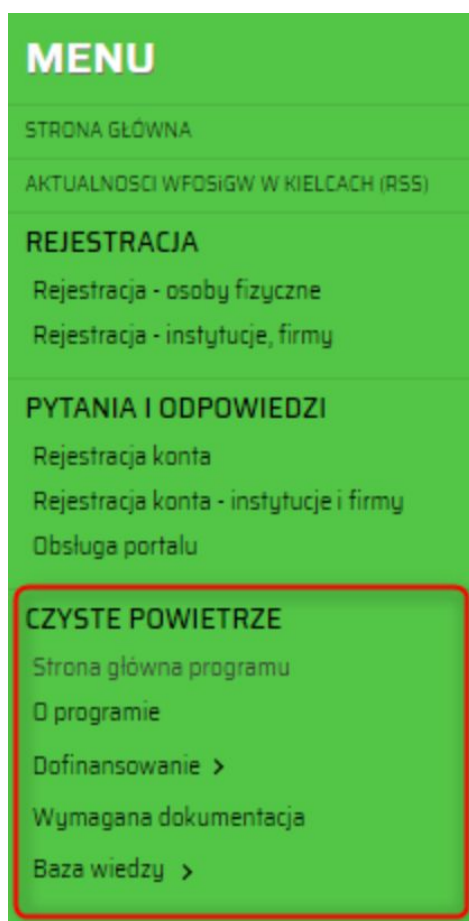 MENU
STRONA GŁÓWNA
AKTUALNOSCI WFOSiGW W KIELCACH (RSS)
REJESTRACJA
Rejestracja - osoby fizyczne
Rejestracja - instytucje, firmy
PYTANIA I ODPOWIEDZI
Rejestracja konta
Rejestracja konta - instytucje i firmy
Obsługa portalu
CZYSTE POWIETRZE
Strona główna programu
O programie
Dofinansowanie >
Wymagana dokumentacja
Baza wiedzy >